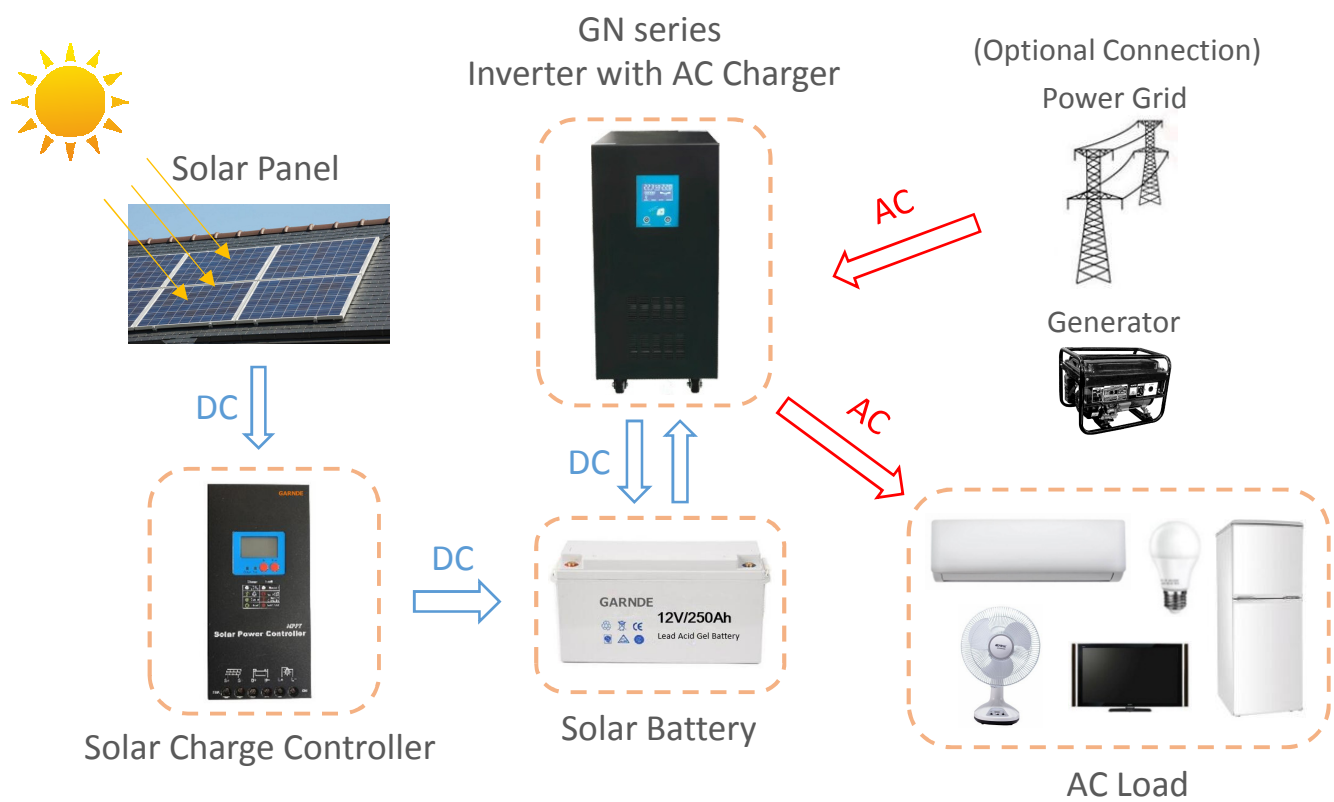 GN series
Inverter with AC Charger
(Optional Connection)
Power Grid
Solar Panel
AC
Generator
DC
AC
DC
GARNDE
MPPT
Solar Power Controller
DC
GARNDE
12V/250Ah
Lead Acid Gel Battery
Solar Charge Controller
Solar Battery
AC Load